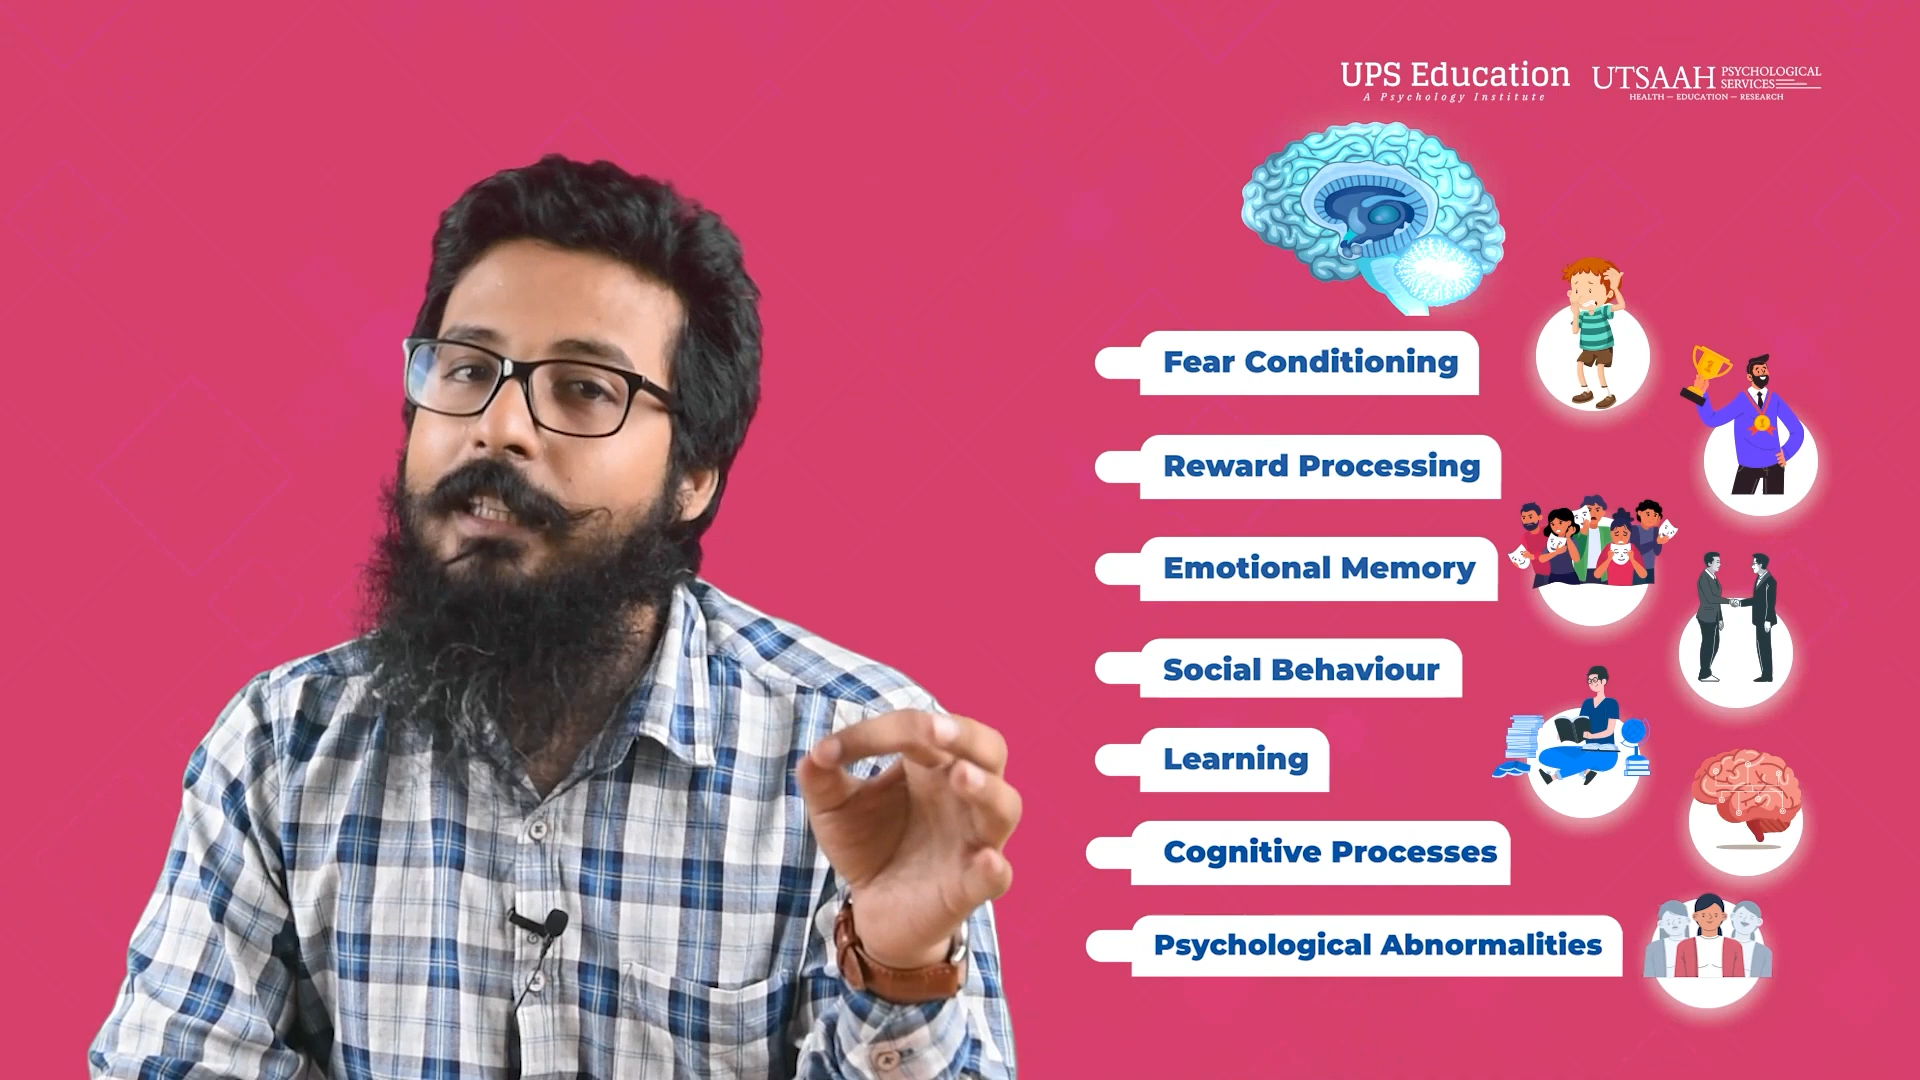 UPS Education
A Psychology Institute
UTSAAH PSYCHOLOGICAL
SERVICES
HEALTH — EDUCATION — RESEARCH
Fear Conditioning
Reward Processing
Emotional Memory
Social Behaviour
Learning
Cognitive Processes
Psychological Abnormalities